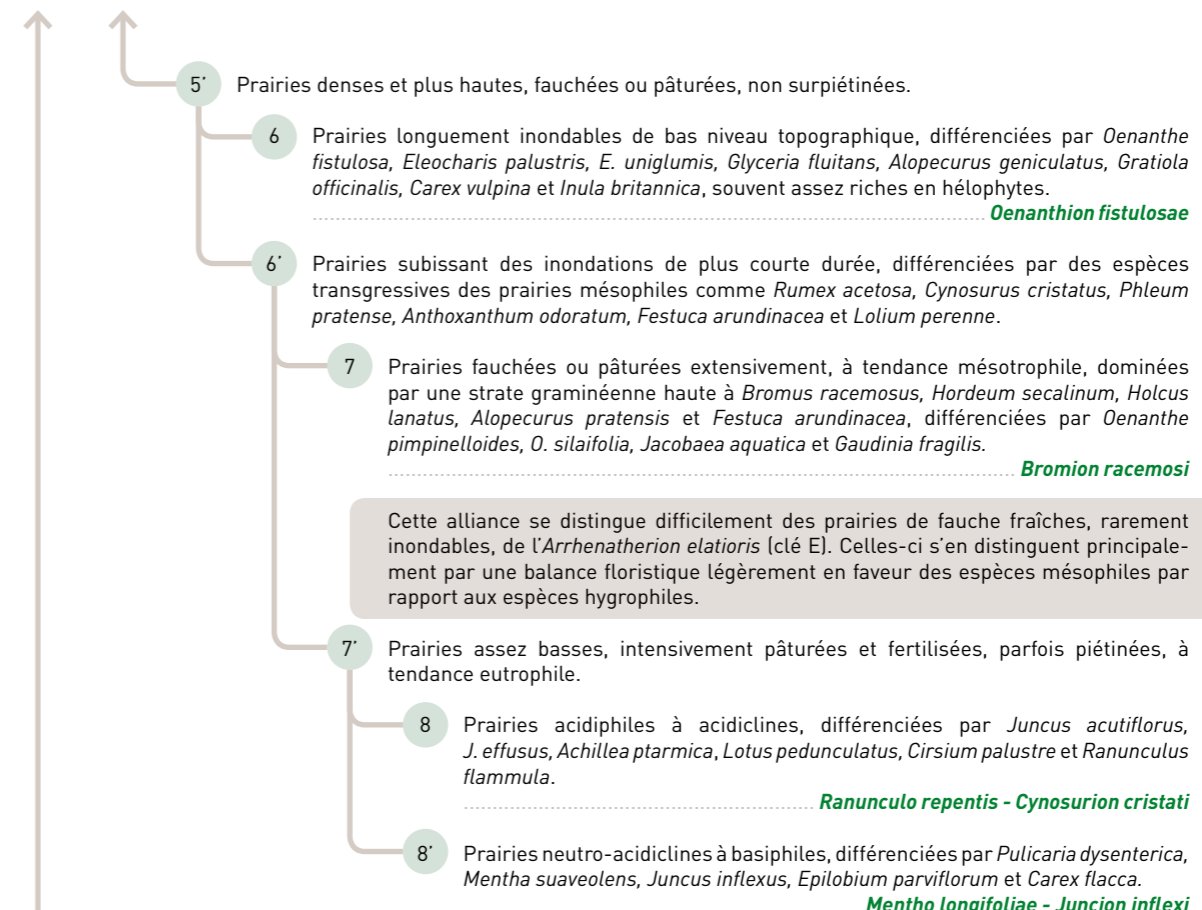 5’ Prairies denses et plus hautes, fauchées ou pâturées, non surpiétinées.
6 Prairies longuement inondables de bas niveau topographique, différenciées par Oenanthe
fistulosa, Eleocharis palustris, E. uniglumis, Glyceria fluitans, Alopecurus geniculatus, Gratiola
officinalis, Carex vulpina et Inula britannica, souvent assez riches en hélophytes.
Oenanthion fistulosae
6’ Prairies subissant des inondations de plus courte durée, différenciées par des espèces
transgressives des prairies mésophiles comme Rumex acetosa, Cynosurus cristatus, Phleum
pratense, Anthoxanthum odoratum, Festuca arundinacea et Lolium perenne.
7 Prairies fauchées ou pâturées extensivement, à tendance mésotrophile, dominées
par une strate graminéenne haute à Bromus racemosus, Hordeum secalinum, Holcus
lanatus, Alopecurus pratensis et Festuca arundinacea, différenciées par Oenanthe
pimpinelloides, O. silaifolia, Jacobaea aquatica et Gaudinia fragilis.
Bromion racemosi
Cette alliance se distingue difficilement des prairies de fauche fraîches, rarement
inondables, de l’Arrhenatherion elatioris (clé E). Celles-ci s’en distinguent principale-
ment par une balance floristique légèrement en faveur des espèces mésophiles par
rapport aux espèces hygrophiles.
7’ Prairies assez basses, intensivement pâturées et fertilisées, parfois piétinées, à
tendance eutrophile.
8 Prairies acidiphiles à acidiclines, différenciées par Juncus acutiflorus,
J. effusus, Achillea ptarmica, Lotus pedunculatus, Cirsium palustre et Ranunculus
flammula.
Ranunculo repentis - Cynosurion cristati
8’ Prairies neutro-acidiclines à basiphiles, différenciées par Pulicaria dysenterica,
Mentha suaveolens, Juncus inflexus, Epilobium parviflorum et Carex flacca.
Mentho longifoliae - Juncion inflexi